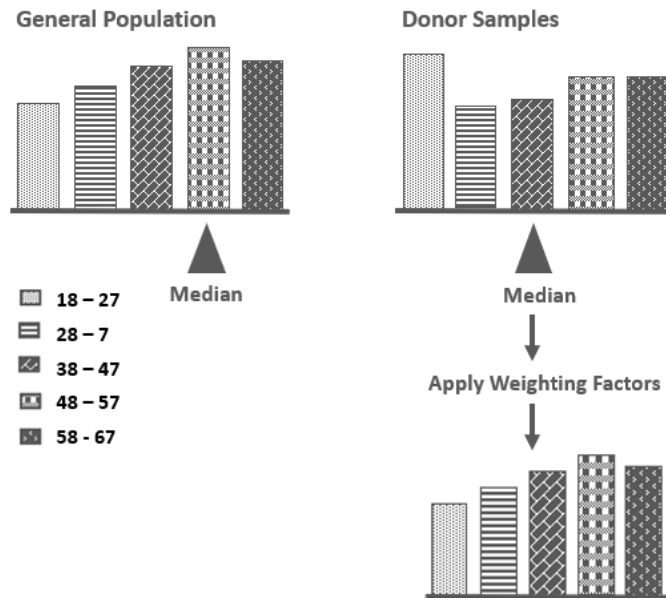 General Population
Donor Samples
Median
Median
18 – 27
28 – 7
38 – 47
48 – 57
58 - 67
Apply Weighting Factors